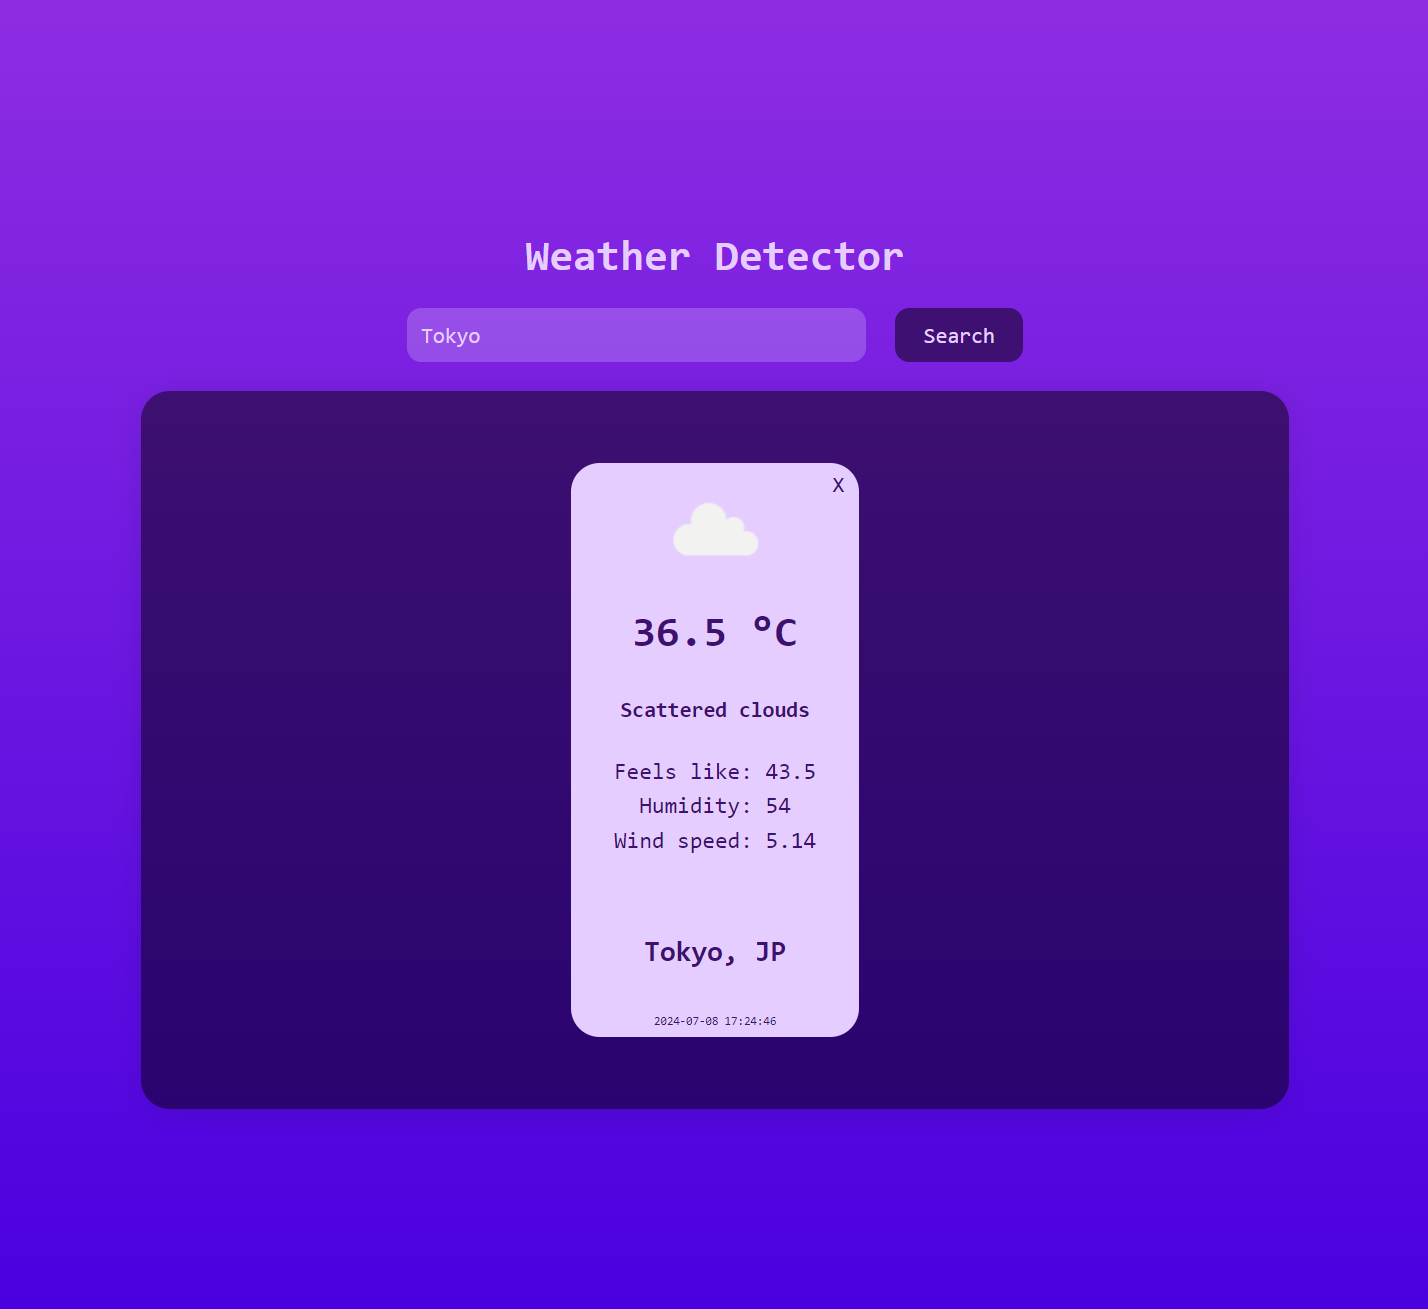 Weather Detector
Tokyo
Search
X
36.5 °C
Scattered clouds
Feels like: 43.5
Humidity: 54
Wind speed: 5.14
Tokyo, JP
2024-07-08 17:24:46